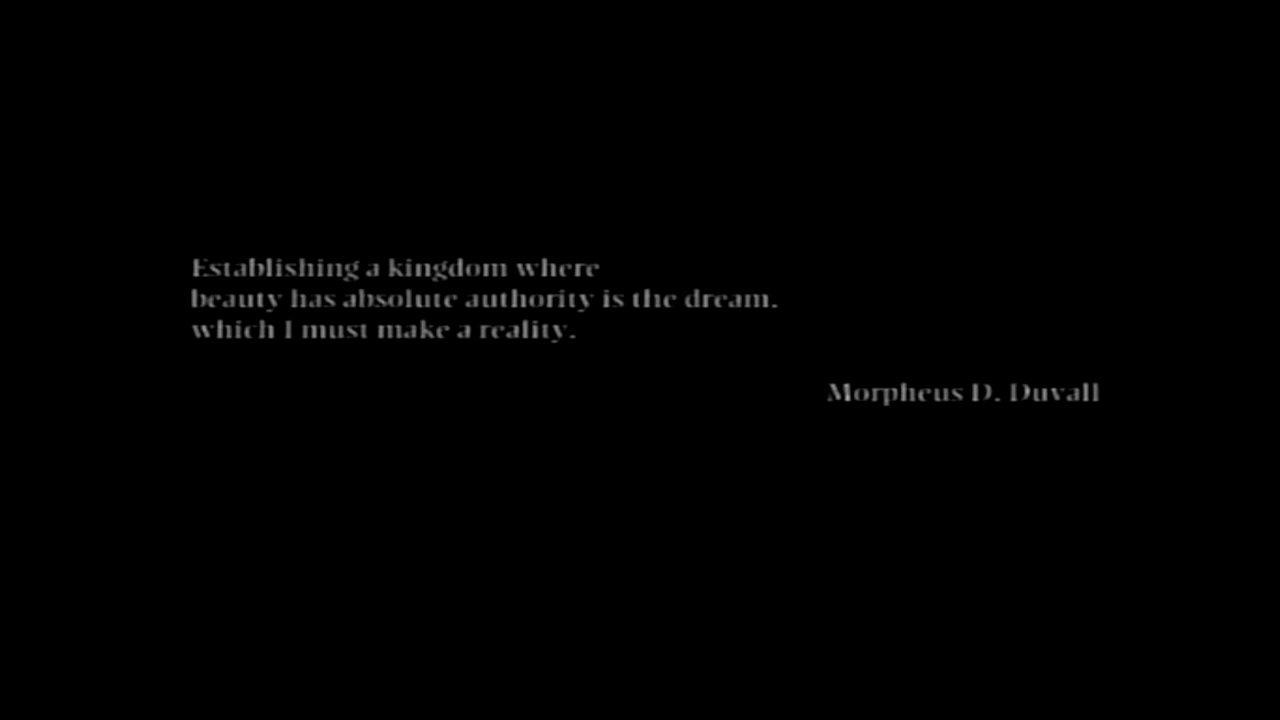 Establishing a kingdom where
beauty has absolute authority is the dream.
which I must make a reality.
Morpheus D. Duvall